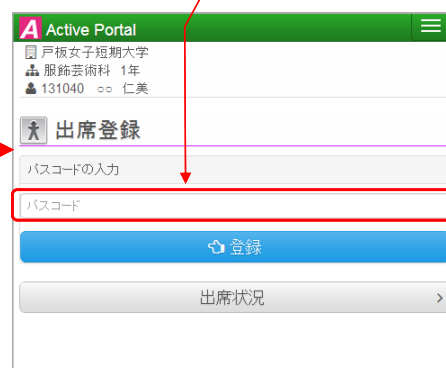 A Active Portal
戸板女子短期大学
服飾芸術科 1年
131040 ○○ 仁美
出席登録
パスコードの入力
パスコード
登録
出席状況